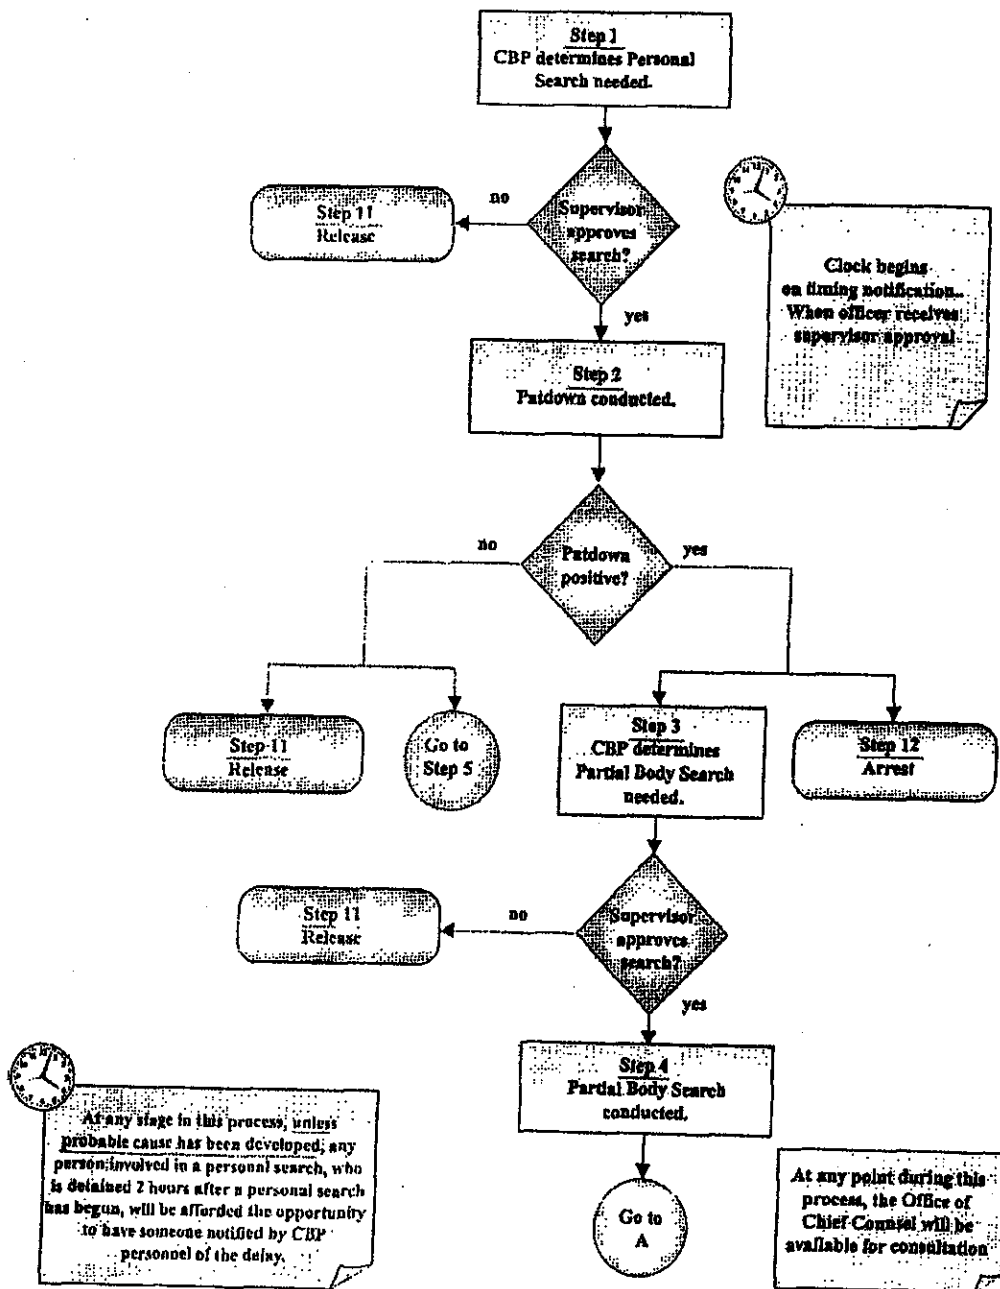 Step 1
CBP determines Personal
Search needed.
no
Step 11
Release
Supervisor
approves
search?
Clock begins
on timing notification..
When officer receives
supervisor approval
yes
Step 2
Patdown conducted.
no
Patdown
positive?
yes
Step 11
Release
Go to
Step 5
Step 3
CBP determines
Partial Body Search
needed.
Step 12
Arrest
Step 11
Release
no
Supervisor
approves
search?
yes
Step 4
Partial Body Search
conducted.
At any stage in this process, unless
probable cause has been developed, any
person involved in a personal search, who
is detained 2 hours after a personal search
has begun, will be afforded the opportunity
to have someone notified by CBP
personnel of the delay.
Go to
A
At any point during this
process, the Office of
Chief Counsel will be
available for consultation